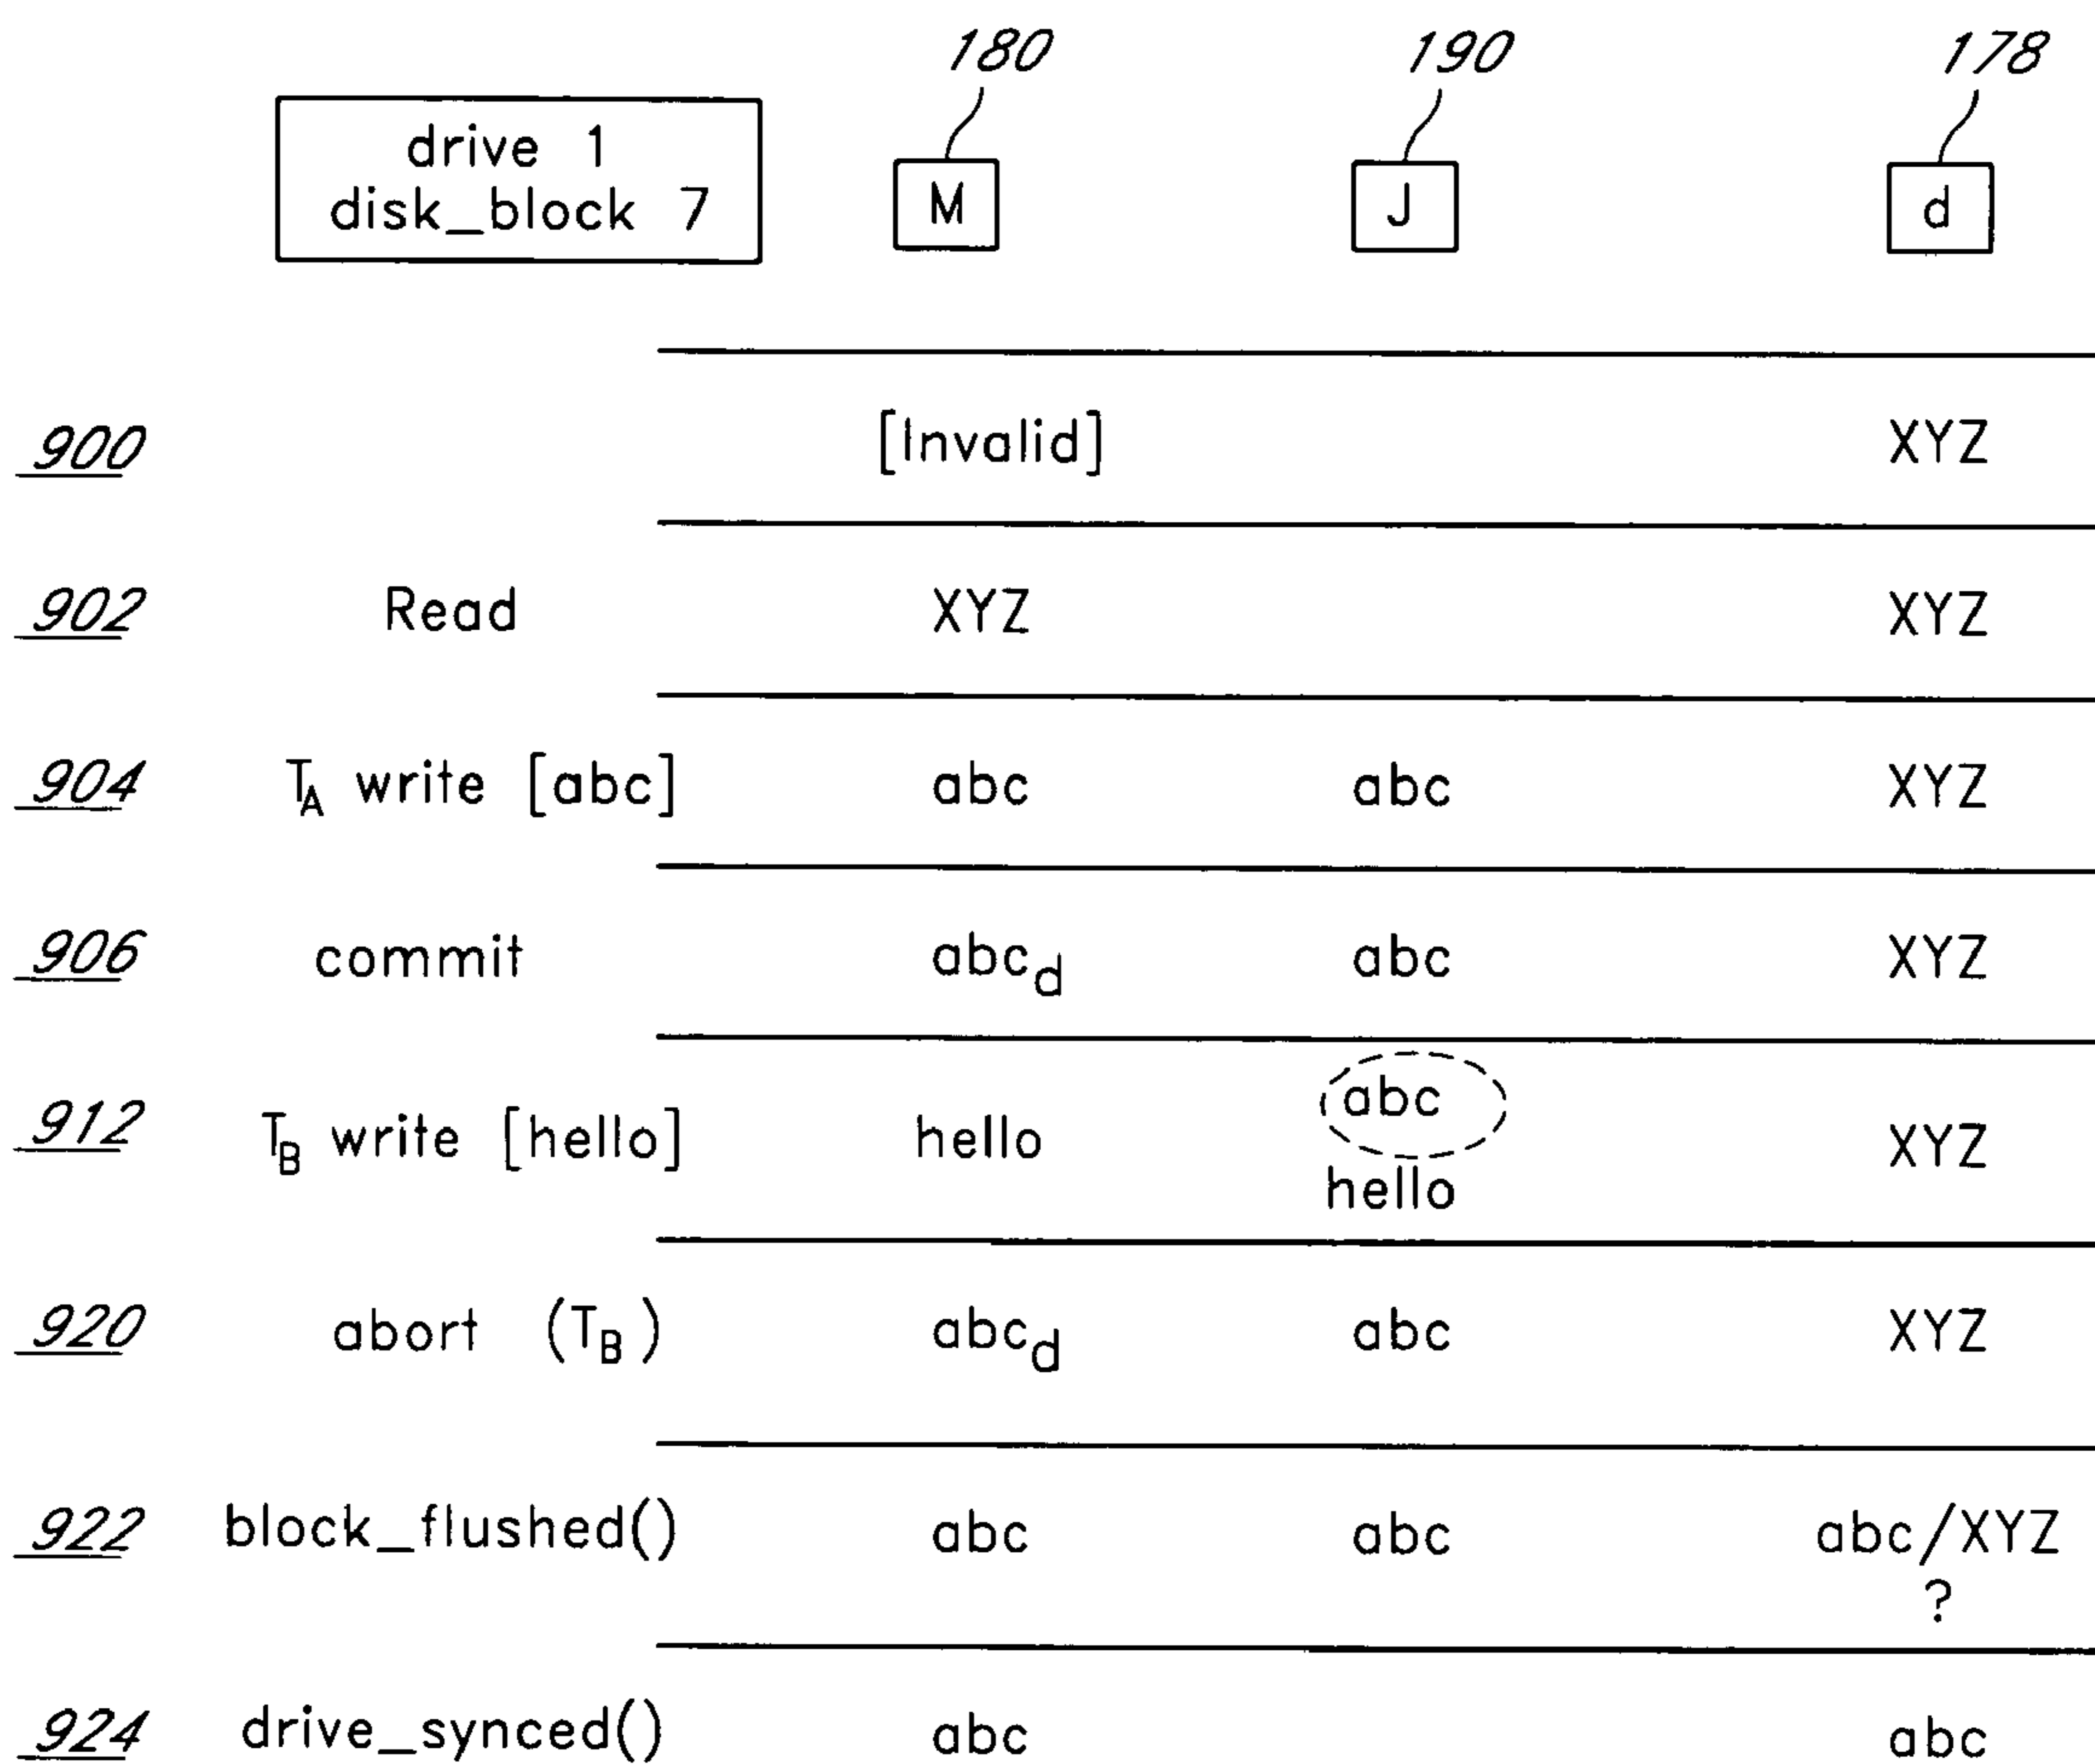 180 190 178
drive 1
disk_block 7 M J d
900 [Invalid] XYZ
902 Read XYZ XYZ
904 TA write [abc] abc abc XYZ
906 commit abcd abc XYZ
abc
912 TB write [hello] hello XYZ
hello
920 abort (TB) abcd abc XYZ
922 block_flushed() abc abc abc/XYZ
?
924 drive_synced() abc abc